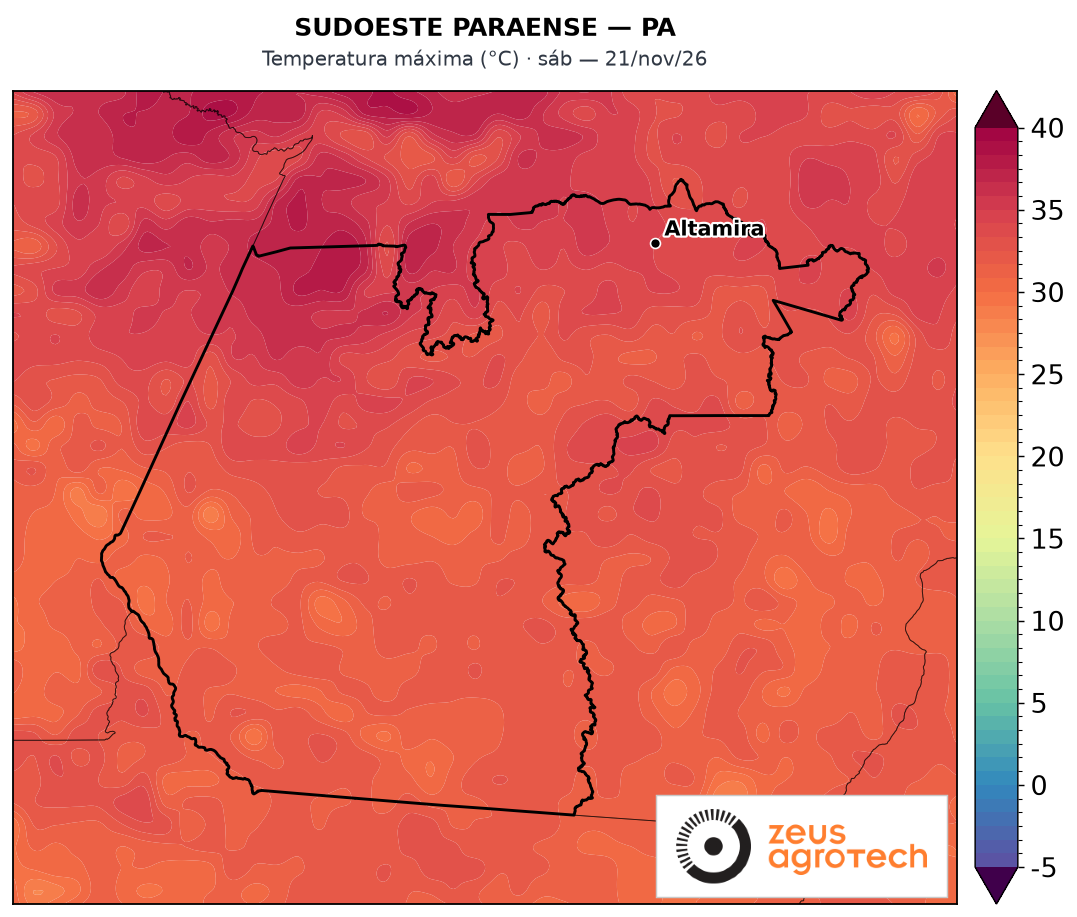 SUDOESTE PARAENSE — PA
Temperatura máxima (°C) · sáb — 21/nov/26
Altamira
40
35
30
25
20
15
10
5
0
-5
zeus
agrotech